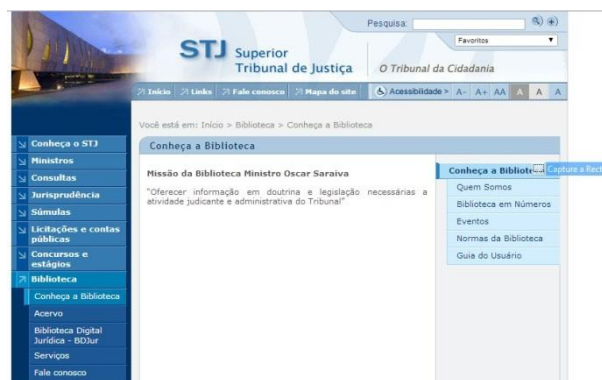 Pesquisa:
Favoritos
STJ Superior
Tribunal de Justiça
O Tribunal da Cidadania
Início Links Fale conosco Mapa do site Acessibilidade > A- A+ AA A A A
Você está em: Início > Biblioteca > Conheça a Biblioteca
Conheça o STJ
Ministros
Consultas
Jurisprudência
Súmulas
Licitações e contas
públicas
Concursos e
estágios
Biblioteca
Conheça a Biblioteca
Acervo
Biblioteca Digital
Jurídica - BDJur
Serviços
Fale conosco
Conheça a Biblioteca
Missão da Biblioteca Ministro Oscar Saraiva
"Oferecer informação em doutrina e legislação necessárias a
atividade judicante e administrativa do Tribunal"
Conheça a Bibliote
Capture a Rect
Quem Somos
Biblioteca em Números
Eventos
Normas da Biblioteca
Guia do Usuário